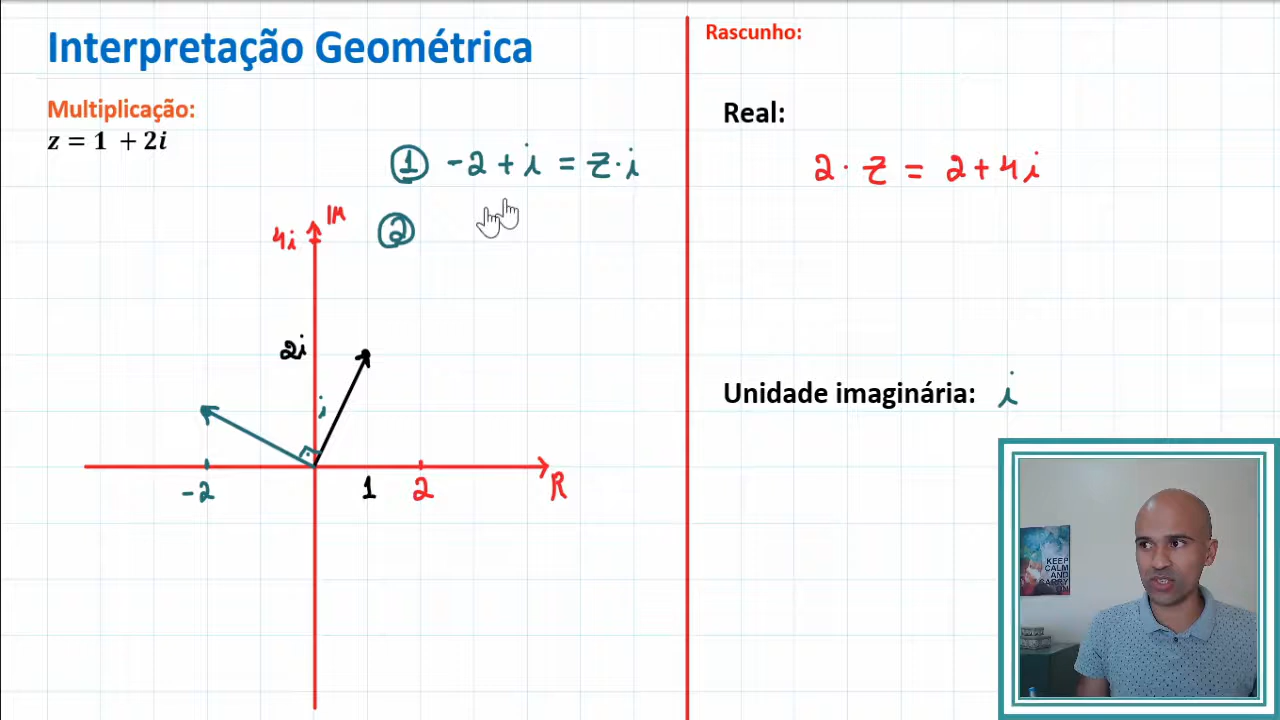 Interpretação Geométrica
Multiplicação:
z = 1 + 2i
① -2 + i = z · i
②
IM
4i
2i
i
-2
1
2
R
Rascunho:
Real:
2 · z = 2 + 4i
Unidade imaginária: i
KEEP
CALM
AND
CARRY
ON